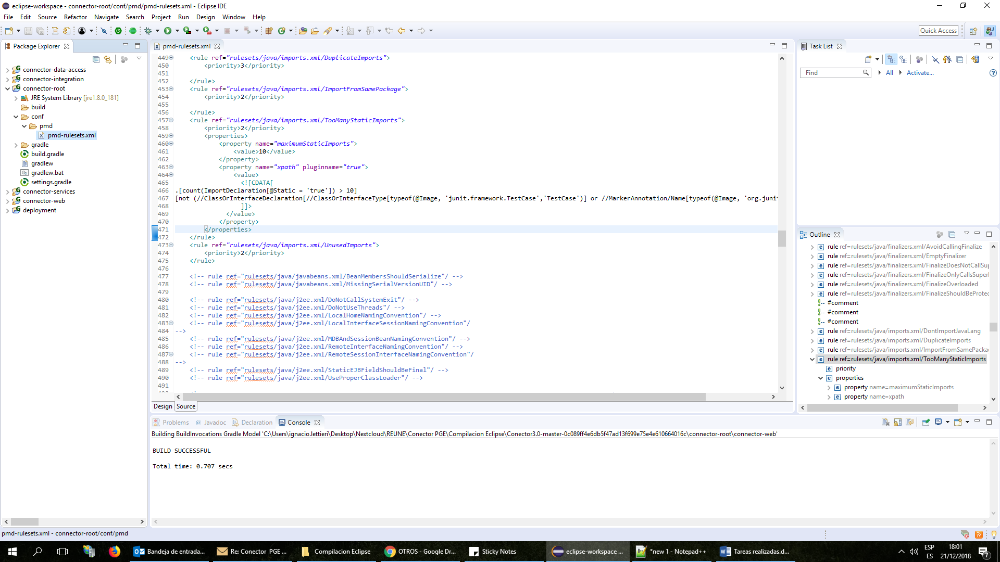 eclipse-workspace - connector-root/conf/pmd/pmd-rulesets.xml - Eclipse IDE
File Edit Source Refactor Navigate Search Project Run Design Window Help
Quick Access
Package Explorer
connector-data-access
connector-integration
connector-root
JRE System Library [jre1.8.0_181]
build
conf
pmd
pmd-rulesets.xml
gradle
build.gradle
gradlew
gradlew.bat
settings.gradle
connector-services
connector-web
deployment
pmd-rulesets.xml
449 <rule ref="rulesets/java/imports.xml/DuplicateImports">
450 <priority>3</priority>
451
452 </rule>
453 <rule ref="rulesets/java/imports.xml/ImportFromSamePackage">
454 <priority>2</priority>
455
456 </rule>
457 <rule ref="rulesets/java/imports.xml/TooManyStaticImports">
458 <priority>2</priority>
459 <properties>
460 <property name="maximumStaticImports">
461 <value>10</value>
462 </property>
463 <property name="xpath" pluginname="true">
464 <value>
465 <![CDATA[
466 .[count(ImportDeclaration[@Static = 'true']) > 10]
467 [not (//ClassOrInterfaceDeclaration[//ClassOrInterfaceType[typeof(@Image, 'junit.framework.TestCase','TestCase')] or //MarkerAnnotation/Name[typeof(@Image, 'org.juni
468 ]]>
469 </value>
470 </property>
471 </properties>
472 </rule>
473 <rule ref="rulesets/java/imports.xml/UnusedImports">
474 <priority>2</priority>
475 </rule>
476
477 <!-- rule ref="rulesets/java/javabeans.xml/BeanMembersShouldSerialize"/ -->
478 <!-- rule ref="rulesets/java/javabeans.xml/MissingSerialVersionUID"/ -->
479
480 <!-- rule ref="rulesets/java/j2ee.xml/DoNotCallSystemExit"/ -->
481 <!-- rule ref="rulesets/java/j2ee.xml/DoNotUseThreads"/ -->
482 <!-- rule ref="rulesets/java/j2ee.xml/LocalHomeNamingConvention"/ -->
483 <!-- rule ref="rulesets/java/j2ee.xml/LocalInterfaceSessionNamingConvention"/
484 -->
485 <!-- rule ref="rulesets/java/j2ee.xml/MDBAndSessionBeanNamingConvention"/ -->
486 <!-- rule ref="rulesets/java/j2ee.xml/RemoteInterfaceNamingConvention"/ -->
487 <!-- rule ref="rulesets/java/j2ee.xml/RemoteSessionInterfaceNamingConvention"/
488 -->
489 <!-- rule ref="rulesets/java/j2ee.xml/StaticEJBFieldShouldBeFinal"/ -->
490 <!-- rule ref="rulesets/java/j2ee.xml/UseProperClassLoader"/ -->
491
Design Source
Task List
Find All Activate...
Outline
rule ref=rulesets/java/finalizers.xml/AvoidCallingFinalize
rule ref=rulesets/java/finalizers.xml/EmptyFinalizer
rule ref=rulesets/java/finalizers.xml/FinalizeDoesNotCallSu
rule ref=rulesets/java/finalizers.xml/FinalizeOnlyCallsSuper
rule ref=rulesets/java/finalizers.xml/FinalizeOverloaded
rule ref=rulesets/java/finalizers.xml/FinalizeShouldBeProtec
#comment
#comment
#comment
rule ref=rulesets/java/imports.xml/DontImportJavaLang
rule ref=rulesets/java/imports.xml/DuplicateImports
rule ref=rulesets/java/imports.xml/ImportFromSamePacka
rule ref=rulesets/java/imports.xml/TooManyStaticImports
priority
properties
property name=maximumStaticImports
property name=xpath
Problems @ Javadoc Declaration Console
Building BuildInvocations Gradle Model 'C:\Users\ignacio.lettieri\Desktop\Nextcloud\REUNE\Conector PGE\Compilacion Eclipse\Conector3.0-master-0c089ff4e6db5f47ad13f699e75e4e610664016c\connector-root\connector-web'
BUILD SUCCESSFUL
Total time: 0.707 secs
pmd-rulesets.xml - connector-root/conf/pmd
Bandeja de entrada...
Re: Conector PGE ...
Compilacion Eclipse
OTROS - Google Dr...
Sticky Notes
eclipse-workspace ...
*new 1 - Notepad++
Tareas realizadas.d...
ESP
ES
18:01
21/12/2018
7